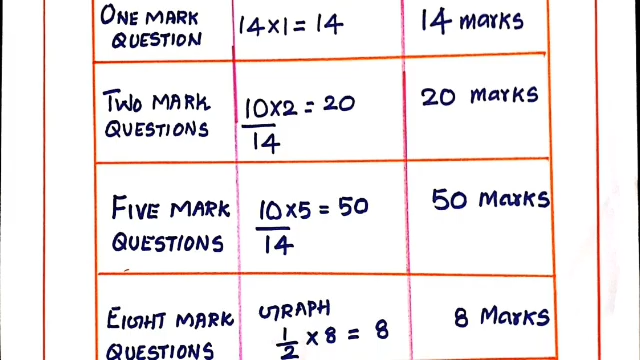 ONE MARK
QUESTION
14 × 1 = 14
14 marks
TWO MARK
QUESTIONS
10 × 2 = 20
14
20 marks
FIVE MARK
QUESTIONS
10 × 5 = 50
14
50 Marks
EIGHT MARK
QUESTIONS
GRAPH
1/2 × 8 = 8
8 Marks